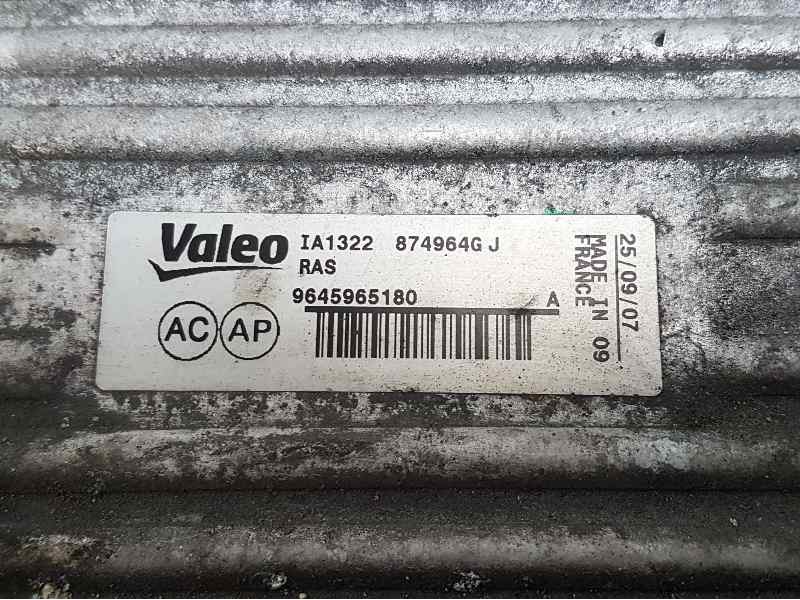 Valeo IA1322 874964G J
RAS
9645965180 A
AC AP
MADE IN 09
FRANCE
25/09/07